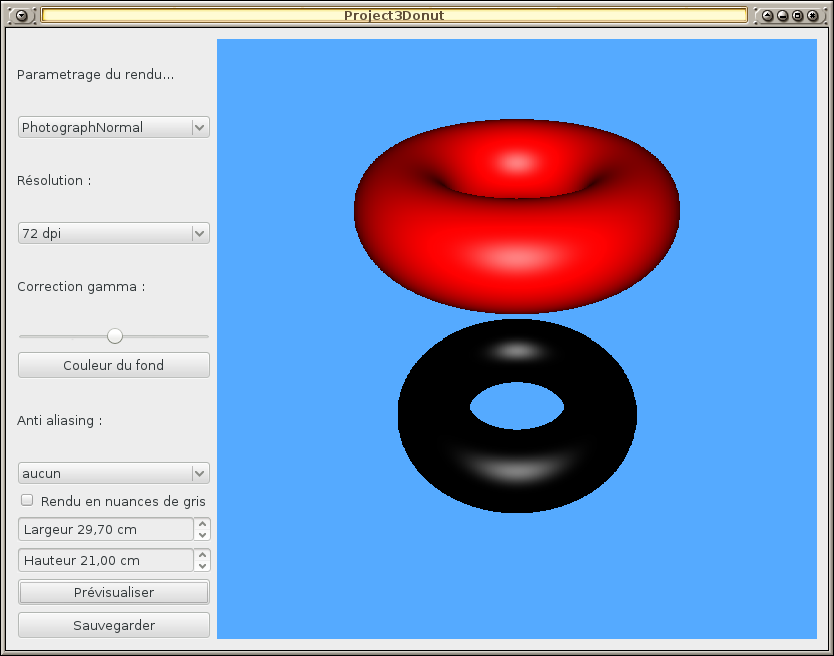 Project3Donut
Parametrage du rendu...
PhotographNormal
Résolution :
72 dpi
Correction gamma :
Couleur du fond
Anti aliasing :
aucun
Rendu en nuances de gris
Largeur 29,70 cm
Hauteur 21,00 cm
Prévisualiser
Sauvegarder